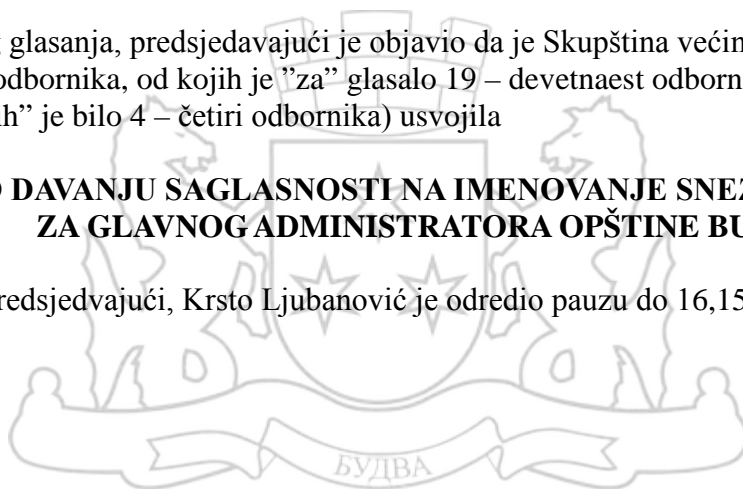 glasanja, predsjedavajući je objavio da je Skupština većin
odbornika, od kojih je ”za” glasalo 19 – devetnaest odborn
ih” je bilo 4 – četiri odbornika) usvojila
O DAVANJU SAGLASNOSTI NA IMENOVANJE SNEŽ
ZA GLAVNOG ADMINISTRATORA OPŠTINE BU
redsjedvajući, Krsto Ljubanović je odredio pauzu do 16,15
БУДВА